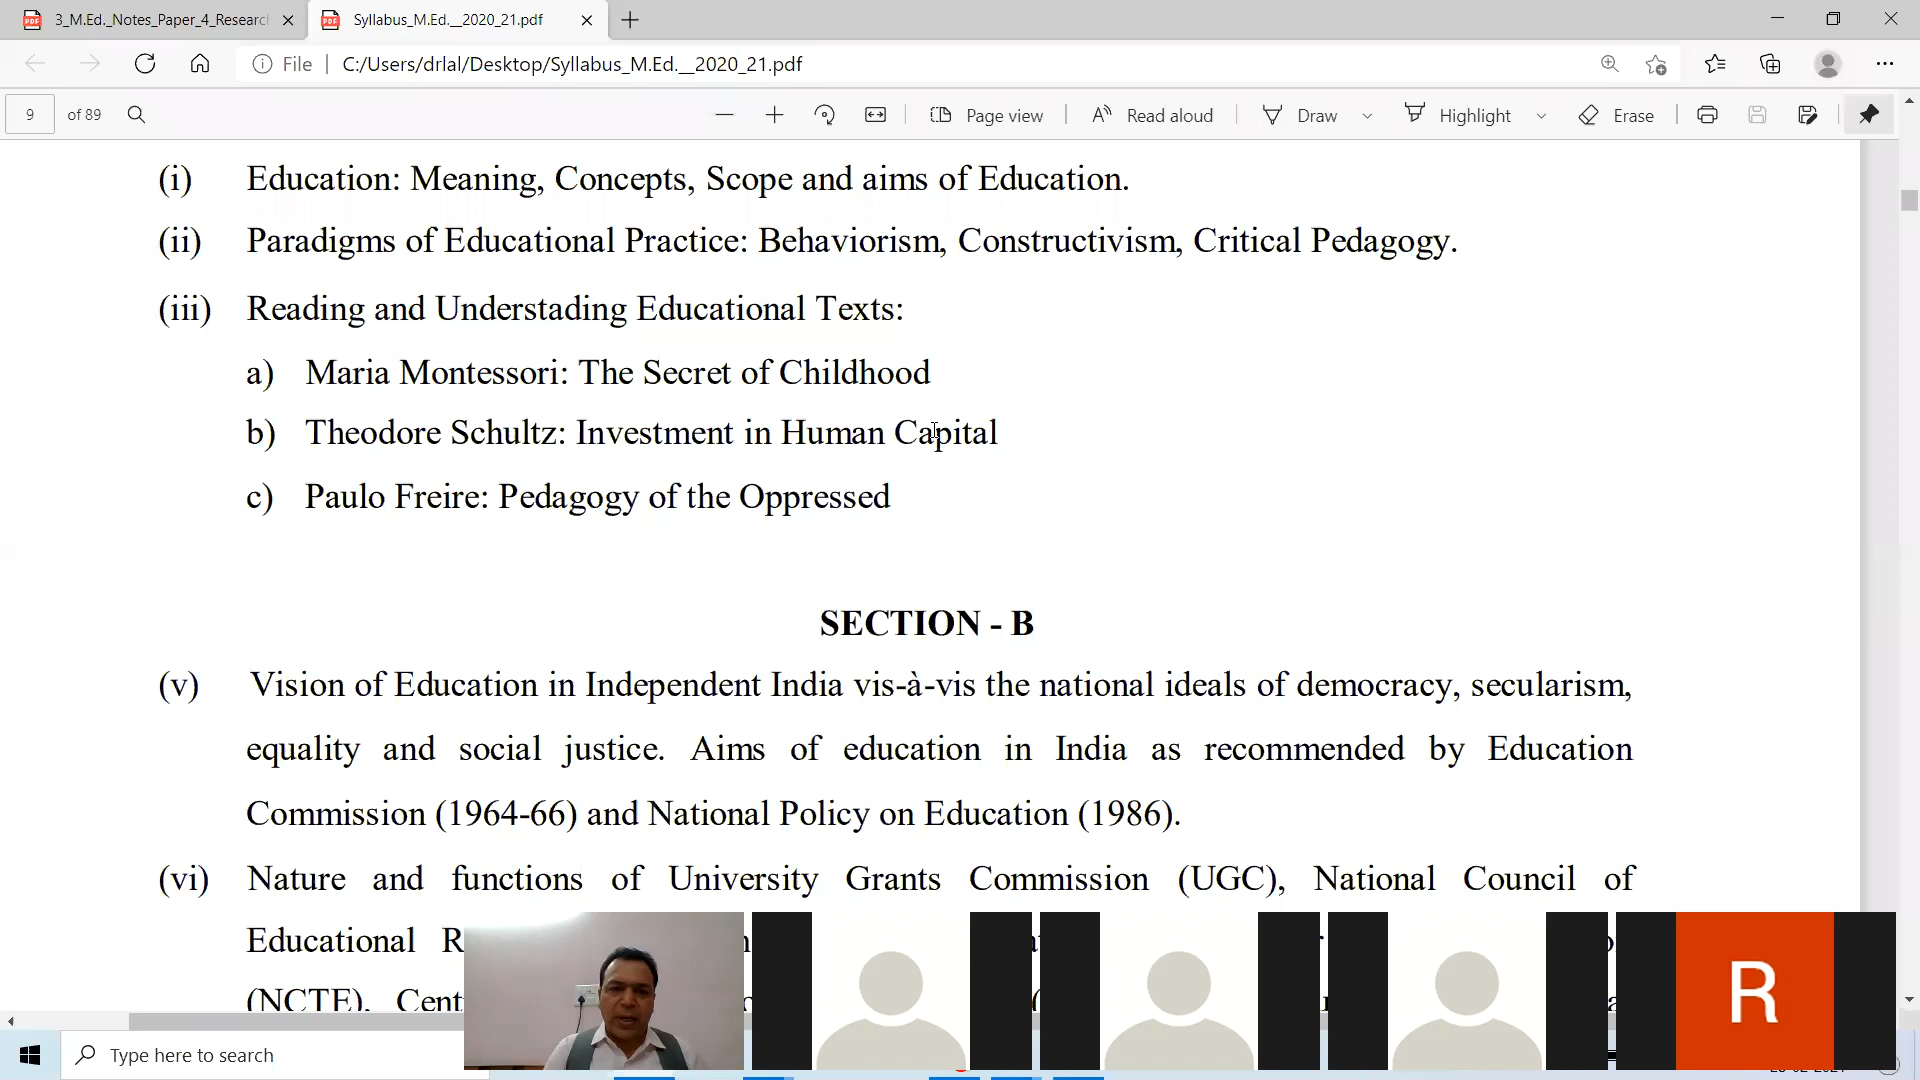 3_M.Ed._Notes_Paper_4_Research
Syllabus_M.Ed.__2020_21.pdf
File
C:/Users/drlal/Desktop/Syllabus_M.Ed.__2020_21.pdf
9 of 89
Page view
Read aloud
Draw
Highlight
Erase
(i) Education: Meaning, Concepts, Scope and aims of Education.
(ii) Paradigms of Educational Practice: Behaviorism, Constructivism, Critical Pedagogy.
(iii) Reading and Understading Educational Texts:
a) Maria Montessori: The Secret of Childhood
b) Theodore Schultz: Investment in Human Capital
c) Paulo Freire: Pedagogy of the Oppressed
SECTION - B
(v) Vision of Education in Independent India vis-à-vis the national ideals of democracy, secularism,
equality and social justice. Aims of education in India as recommended by Education
Commission (1964-66) and National Policy on Education (1986).
(vi) Nature and functions of University Grants Commission (UGC), National Council of
Educational
(NCTE),
R
Type here to search